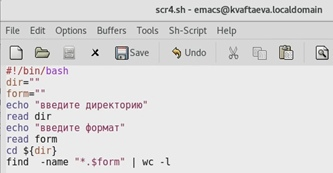 scr4.sh - emacs@kvaftaeva.localdomain
File Edit Options Buffers Tools Sh-Script Help
Save Undo
#!/bin/bash
dir=""
form=""
echo "введите директорию"
read dir
echo "введите формат"
read form
cd ${dir}
find  -name "*.$form" | wc -l